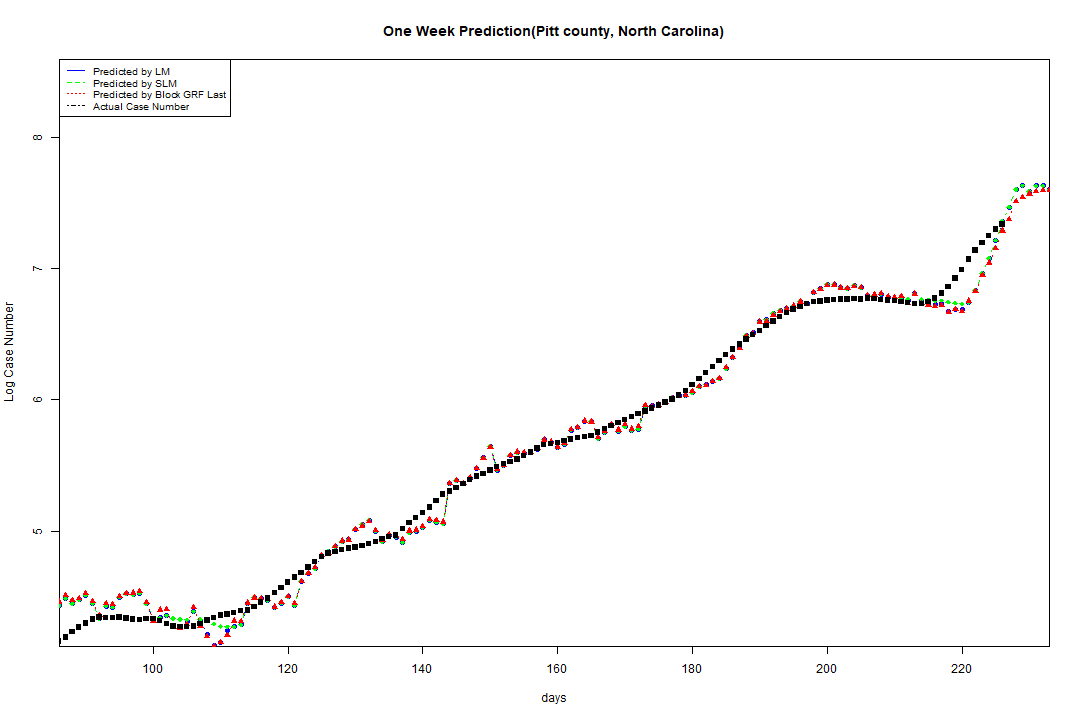 One Week Prediction(Pitt county, North Carolina)
Predicted by LM
Predicted by SLM
Predicted by Block GRF Last
Actual Case Number
8
7
6
5
Log Case Number
100 120 140 160 180 200 220
days